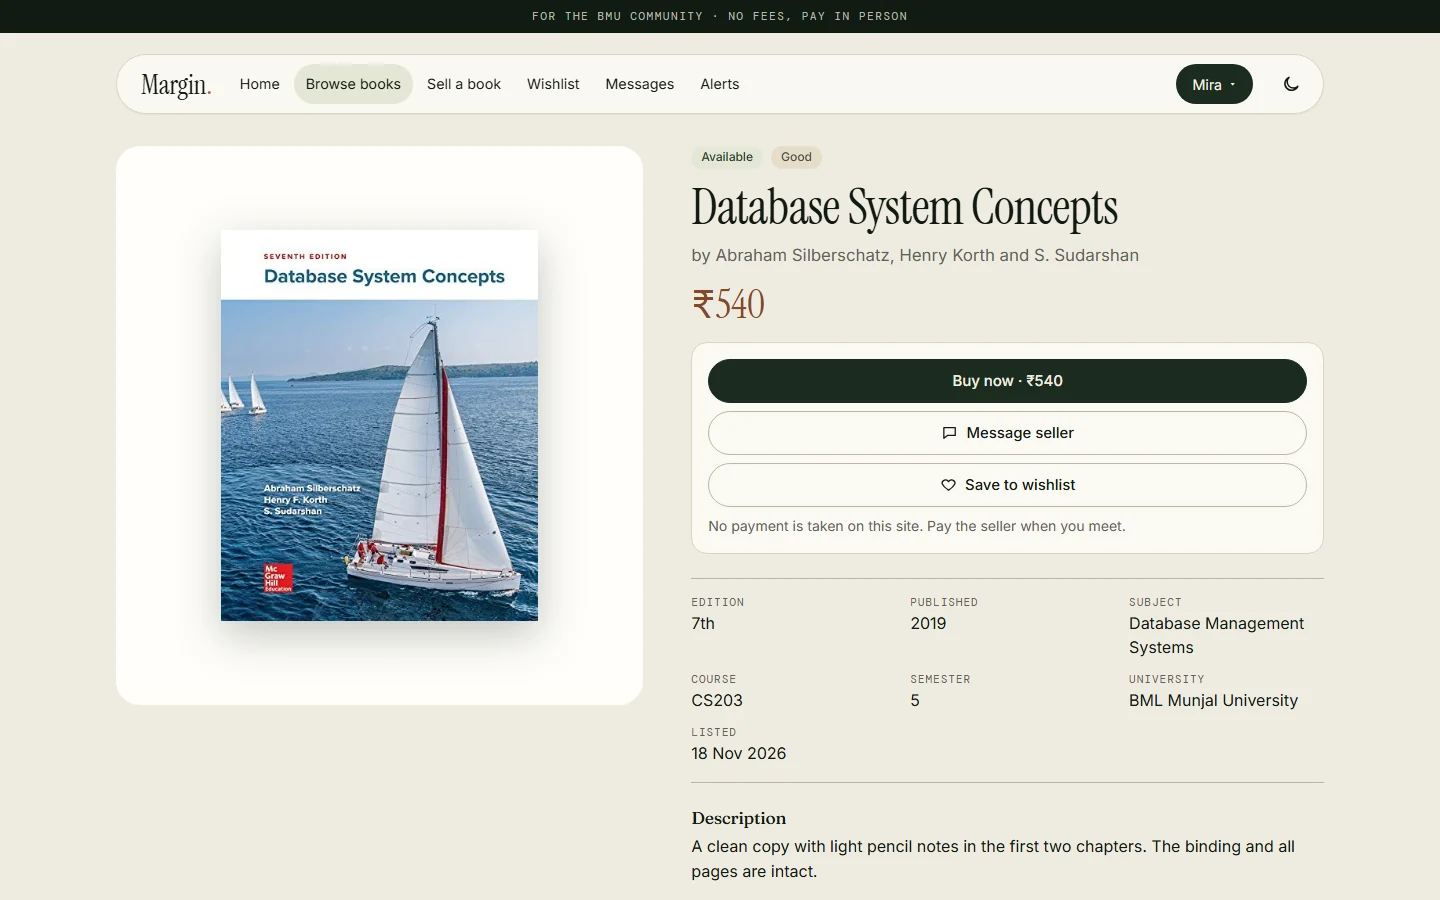 FOR THE BMU COMMUNITY · NO FEES, PAY IN PERSON
Margin.
Home
Browse books
Sell a book
Wishlist
Messages
Alerts
Mira
SEVENTH EDITION
Database System Concepts
Abraham Silberschatz
Henry F. Korth
S. Sudarshan
Mc
Graw
Hill
Education
Available
Good
Database System Concepts
by Abraham Silberschatz, Henry Korth and S. Sudarshan
₹540
Buy now · ₹540
Message seller
Save to wishlist
No payment is taken on this site. Pay the seller when you meet.
EDITION
7th
PUBLISHED
2019
SUBJECT
Database Management
Systems
COURSE
CS203
SEMESTER
5
UNIVERSITY
BML Munjal University
LISTED
18 Nov 2026
Description
A clean copy with light pencil notes in the first two chapters. The binding and all
pages are intact.